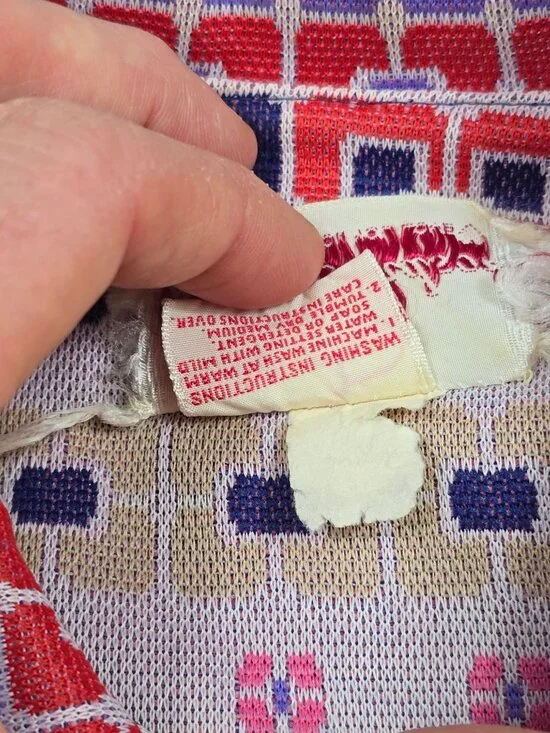 WASHING INSTRUCTIONS
1. MACHINE WASH AT WARM
WATER SETTING WITH MILD
SOAP OR DETERGENT.
2. TUMBLE DRY MEDIUM
CARE INSTRUCTIONS OVER